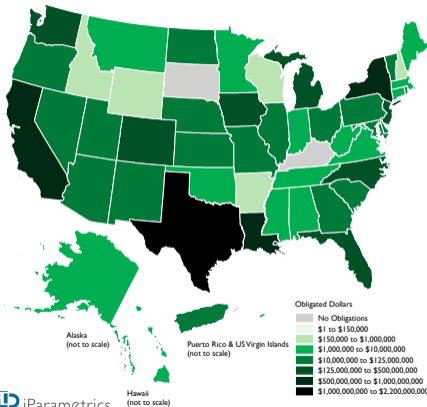 Obligated Dollars
No Obligations
$1 to $150,000
$150,000 to $1,000,000
$1,000,000 to $10,000,000
$10,000,000 to $125,000,000
$125,000,000 to $500,000,000
$500,000,000 to $1,000,000,000
$1,000,000,000 to $2,200,000,000
Alaska
(not to scale)
Puerto Rico & US Virgin Islands
(not to scale)
Hawaii
(not to scale)
iParametrics